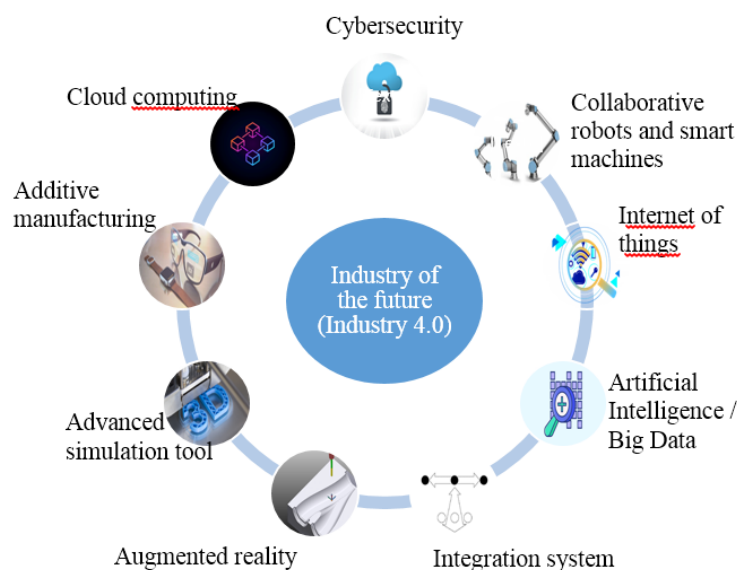 Cybersecurity
Cloud computing
Collaborative
robots and smart
machines
Additive
manufacturing
Internet of
things
Industry of
the future
(Industry 4.0)
Artificial
Intelligence /
Big Data
3D
Advanced
simulation tool
Augmented reality
Integration system